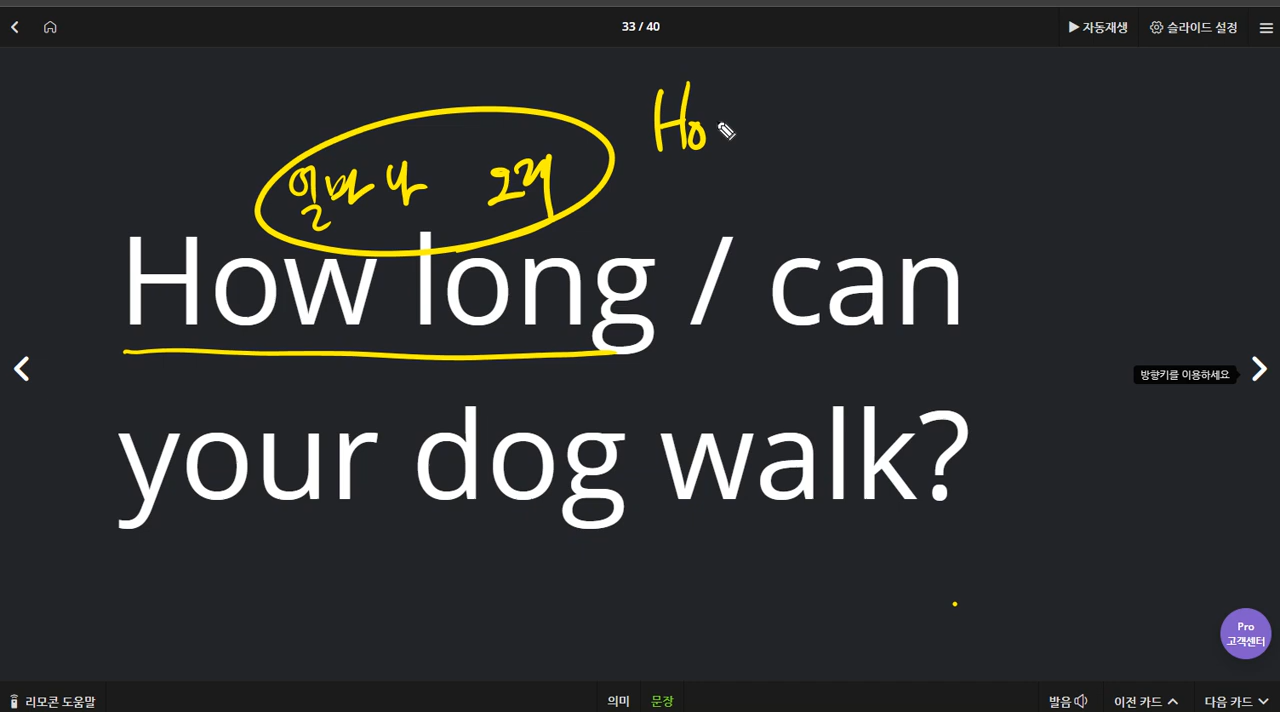 33 / 40
▶ 자동재생
슬라이드 설정
Ho
얼마나 오래
How long / can
your dog walk?
방향키를 이용하세요
Pro
고객센터
리모콘 도움말
의미
문장
발음
이전 카드
다음 카드